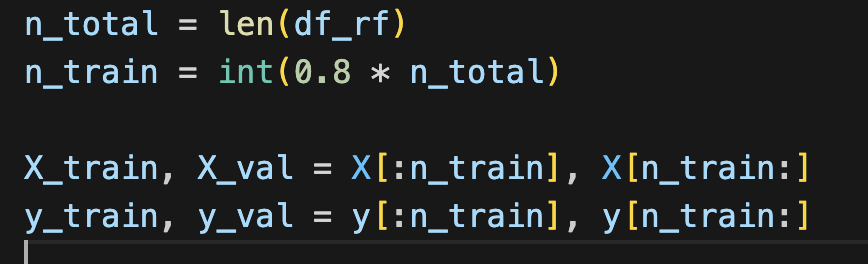 n_total = len(df_rf)
n_train = int(0.8 * n_total)
X_train, X_val = X[:n_train], X[n_train:]
y_train, y_val = y[:n_train], y[n_train:]